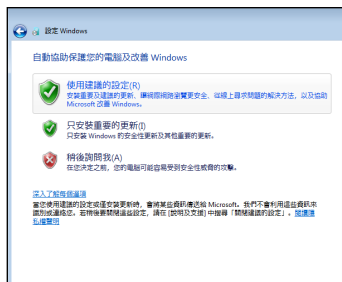 設定 Windows
自動協助保護您的電腦及改善 Windows
使用建議的設定(R)
安裝重要及建議的更新、讓網際網路瀏覽更安全、從線上尋求問題的解決方法，以及協助
Microsoft 改善 Windows。
只安裝重要的更新(I)
只安裝 Windows 的安全性更新及其他重要的更新。
稍後詢問我(A)
在您決定之前，您的電腦可能容易受到安全性威脅的攻擊。
深入了解每個選項
當您使用建議的設定或僅安裝更新時，會將某些資訊傳送給 Microsoft。我們不會利用這些資訊來
識別或連絡您。若稍後要關閉這些設定，請在 [說明及支援] 中搜尋「關閉建議的設定」。閱讀隱
私權聲明